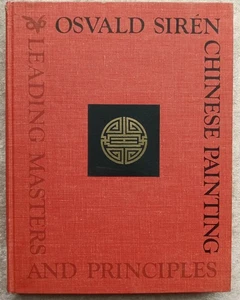 OSVALD SIRÉN
CHINESE PAINTING
LEADING MASTERS
AND PRINCIPLES